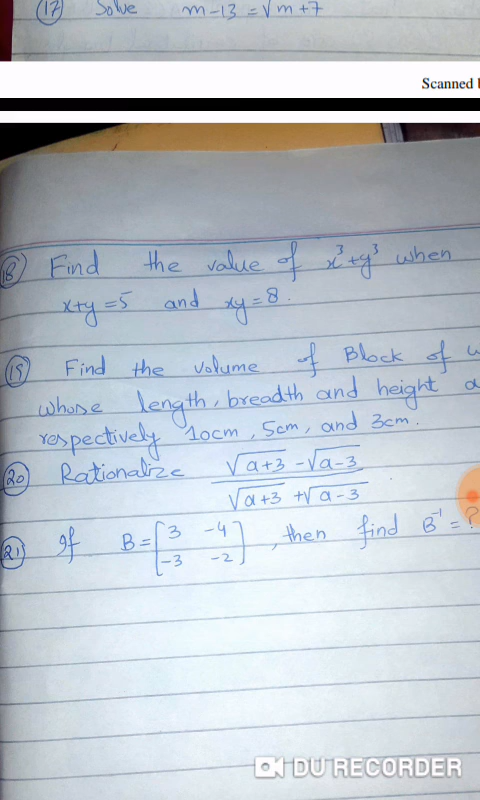 (17) Solve m-13 = √m+7
Scanned
(18) Find the value of x³+y³ when
x+y=5 and xy=8.
(19) Find the volume of Block of
whose length, breadth and height
respectively 10cm, 5cm, and 3cm.
(20) Rationalize (√a+3 - √a-3) / (√a+3 + √a-3)
(21) If B = [3 -4; -3 -2], then find B⁻¹ = ?
DU RECORDER